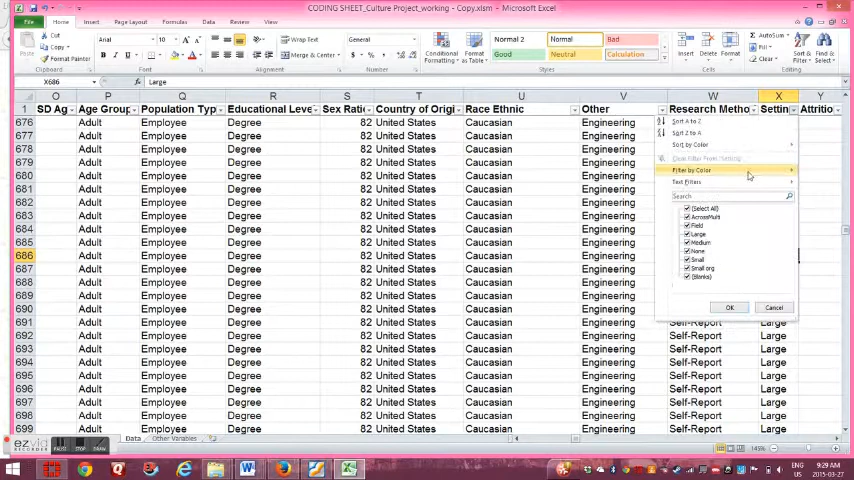 CODING SHEET_Culture Project_working - Copy.xlsm - Microsoft Excel
File Home Insert Page Layout Formulas Data Review View
Cut
Copy
Format Painter
Clipboard
Arial 10
Font
Wrap Text
Merge & Center
Alignment
General
Number
Conditional Formatting
Format as Table
Normal 2 Normal Bad
Good Neutral Calculation
Styles
Insert Delete Format
Cells
AutoSum
Fill
Clear
Sort & Filter
Find & Select
Editing
X686 Large
O P Q R S T U V W X Y
1 SD Ag Age Group Population Typ Educational Leve Sex Ratio Country of Origi Race Ethnic Other Research Metho Settin Attritio
676 Adult Employee Degree 82 United States Caucasian Engineering
677 Adult Employee Degree 82 United States Caucasian Engineering
678 Adult Employee Degree 82 United States Caucasian Engineering
679 Adult Employee Degree 82 United States Caucasian Engineering
680 Adult Employee Degree 82 United States Caucasian Engineering
681 Adult Employee Degree 82 United States Caucasian Engineering
682 Adult Employee Degree 82 United States Caucasian Engineering
683 Adult Employee Degree 82 United States Caucasian Engineering
684 Adult Employee Degree 82 United States Caucasian Engineering
685 Adult Employee Degree 82 United States Caucasian Engineering
686 Adult Employee Degree 82 United States Caucasian Engineering
687 Adult Employee Degree 82 United States Caucasian Engineering
688 Adult Employee Degree 82 United States Caucasian Engineering
689 Adult Employee Degree 82 United States Caucasian Engineering
690 Adult Employee Degree 82 United States Caucasian Engineering
691 Adult Employee Degree 82 United States Caucasian Engineering Self-Report Large
692 Adult Employee Degree 82 United States Caucasian Engineering Self-Report Large
693 Adult Employee Degree 82 United States Caucasian Engineering Self-Report Large
694 Adult Employee Degree 82 United States Caucasian Engineering Self-Report Large
695 Adult Employee Degree 82 United States Caucasian Engineering Self-Report Large
696 Adult Employee Degree 82 United States Caucasian Engineering Self-Report Large
697 Adult Employee Degree 82 United States Caucasian Engineering Self-Report Large
698 Adult Employee Degree 82 United States Caucasian Engineering Self-Report Large
699 Adult Employee Degree 82 United States Caucasian Engineering Self-Report Large
Sort A to Z
Sort Z to A
Sort by Color
Clear Filter From "Setting"
Filter by Color
Text Filters
Search
(Select All)
AcrossMulti
Field
Large
Medium
None
Small
Small org
(Blanks)
OK Cancel
ezvid RECORDER
PAUSE STOP DRAW
Data Other Variables
145%
ENG 9:29 AM
US 2015-03-27